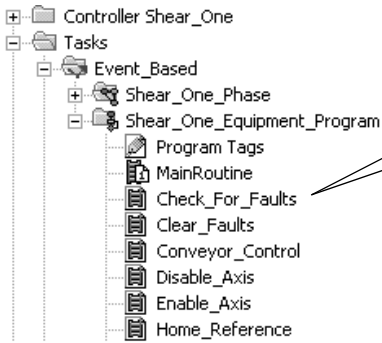 Controller Shear_One
Tasks
Event_Based
Shear_One_Phase
Shear_One_Equipment_Program
Program Tags
MainRoutine
Check_For_Faults
Clear_Faults
Conveyor_Control
Disable_Axis
Enable_Axis
Home_Reference